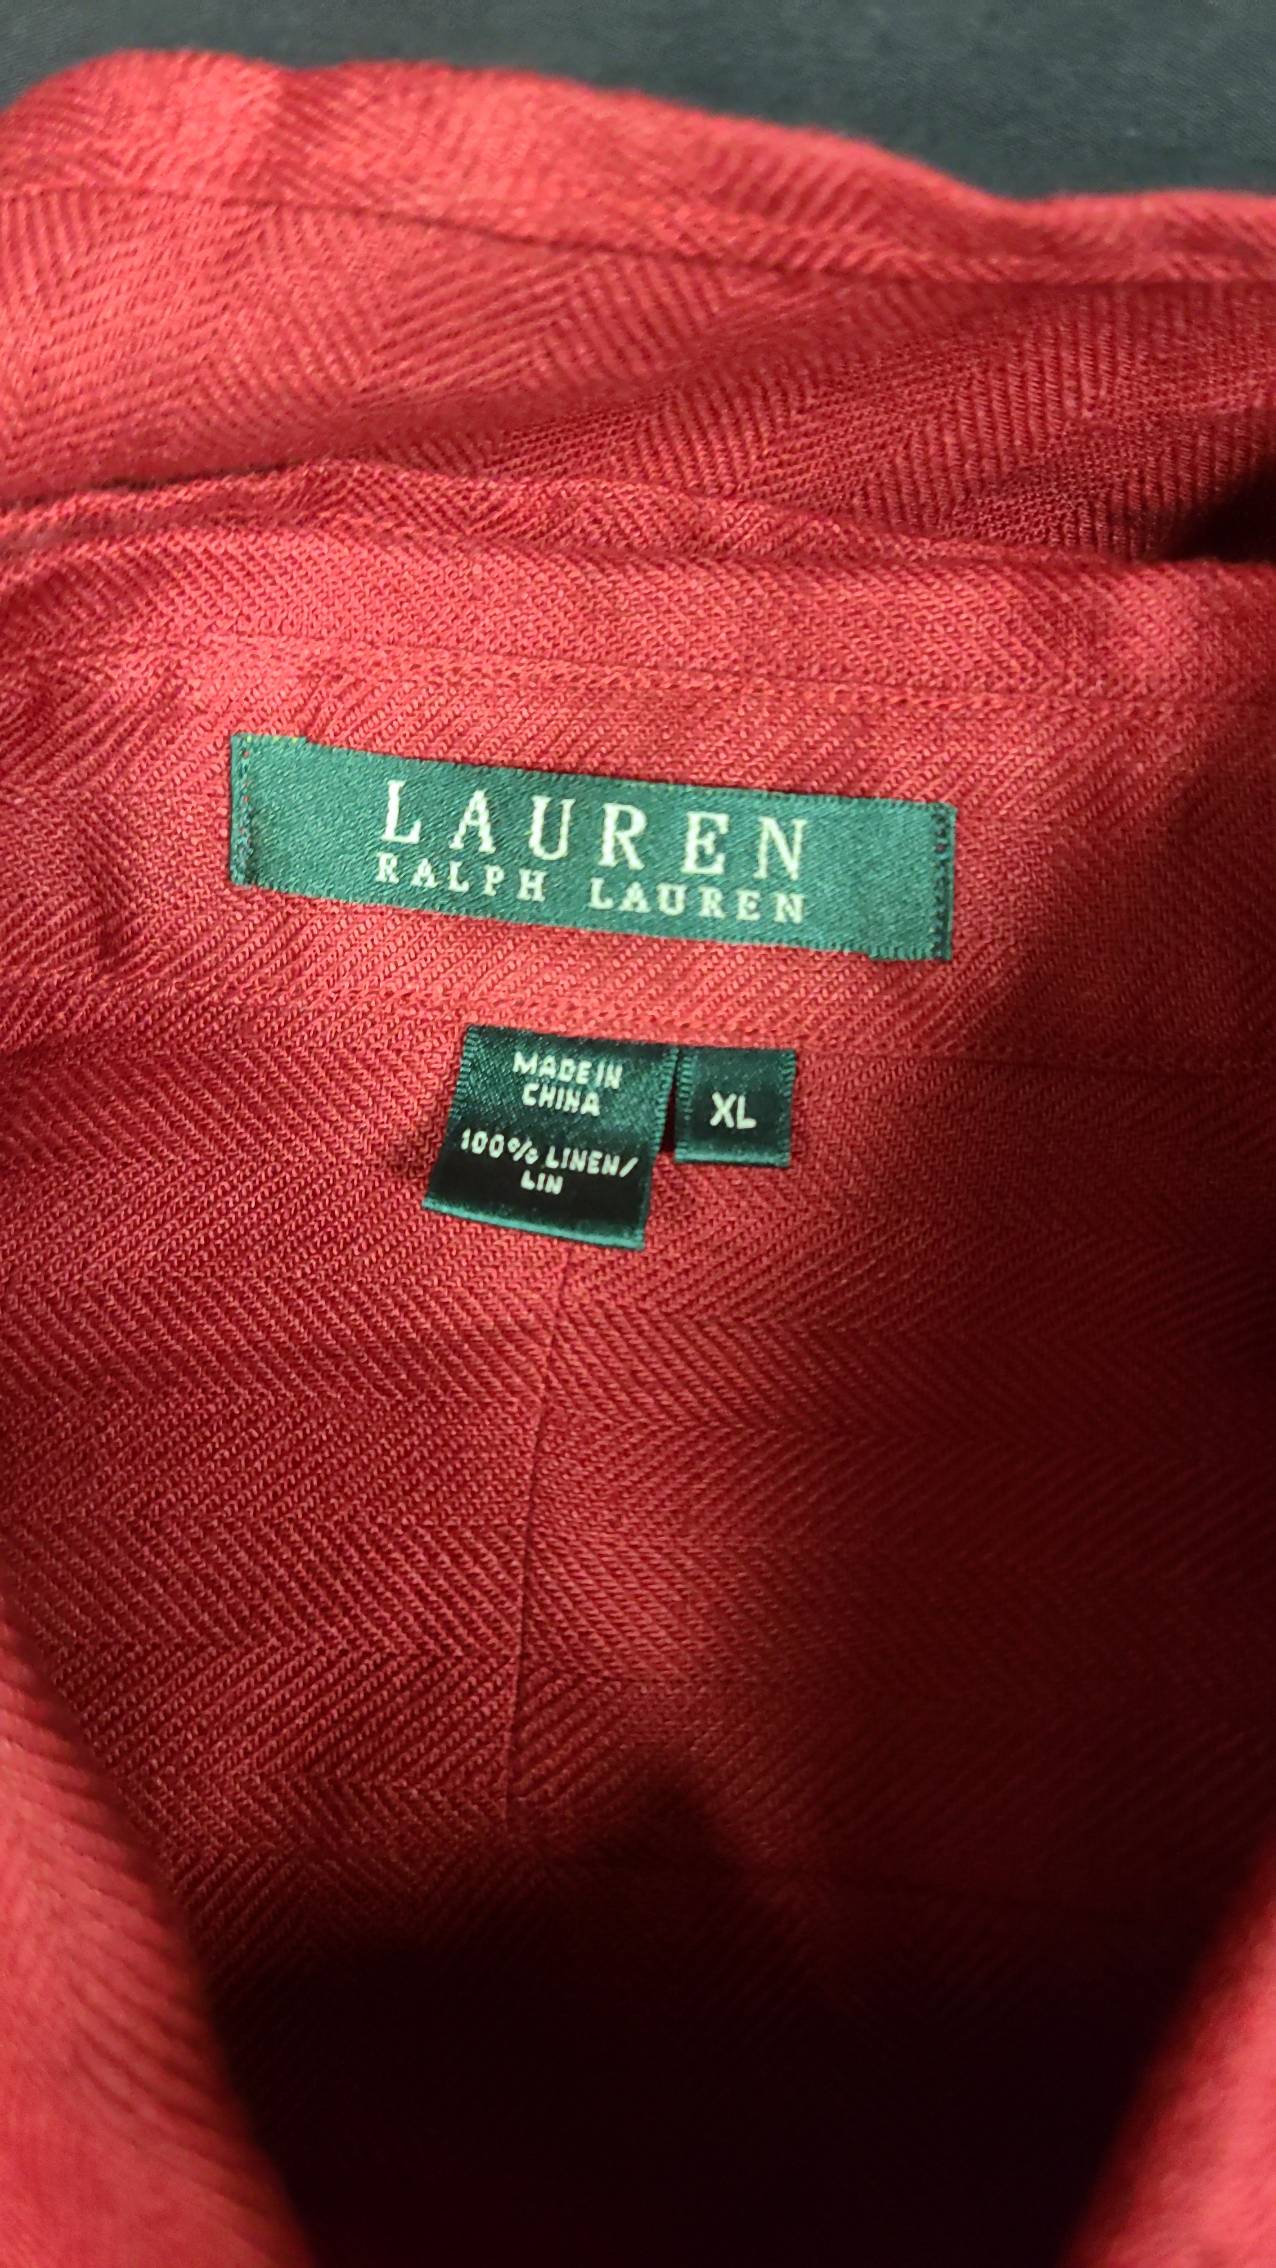 LAUREN
RALPH LAUREN
MADE IN
CHINA
100% LINEN/
LIN
XL